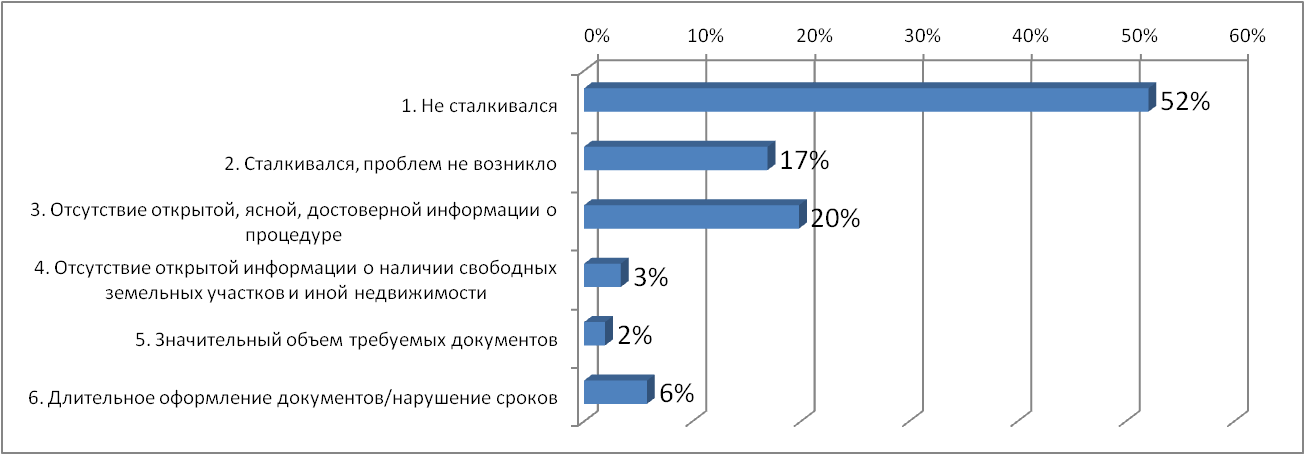 0% 10% 20% 30% 40% 50% 60%
1. Не сталкивался 52%
2. Сталкивался, проблем не возникло 17%
3. Отсутствие открытой, ясной, достоверной информации о
процедуре
20%
4. Отсутствие открытой информации о наличии свободных
земельных участков и иной недвижимости
3%
5. Значительный объем требуемых документов 2%
6. Длительное оформление документов/нарушение сроков 6%